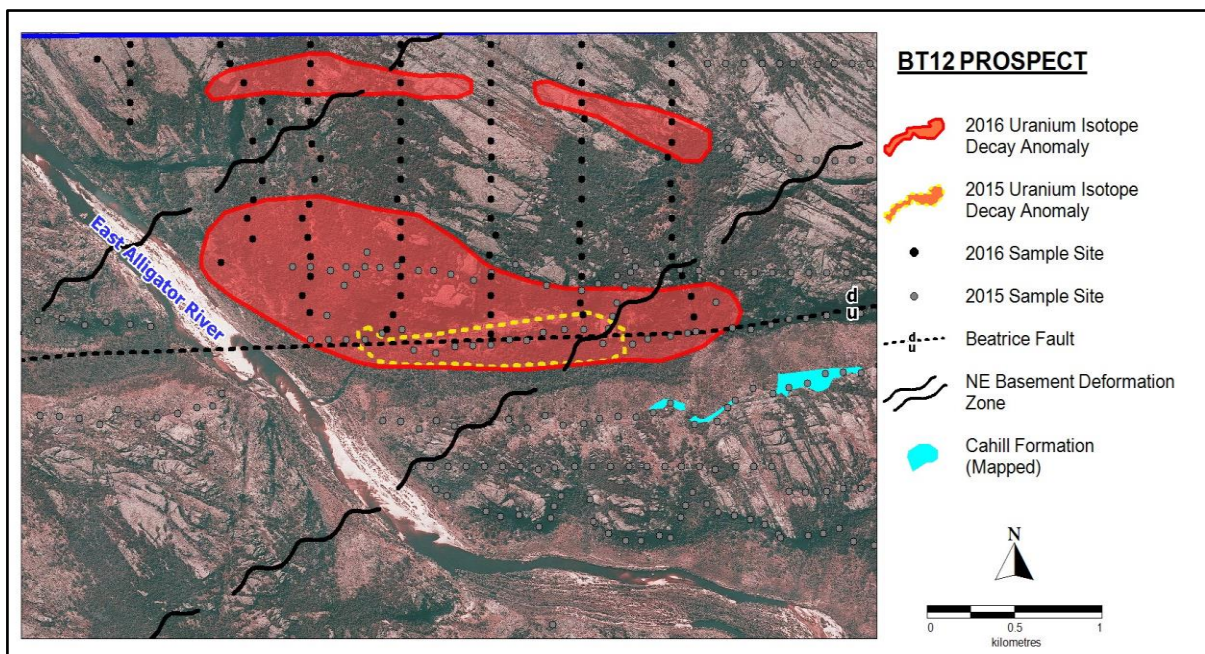 BT12 PROSPECT
2016 Uranium Isotope
Decay Anomaly
2015 Uranium Isotope
Decay Anomaly
2016 Sample Site
2015 Sample Site
d
u
Beatrice Fault
NE Basement Deformation
Zone
Cahill Formation
(Mapped)
N
0 0.5 1
kilometres
East Alligator River
d
u